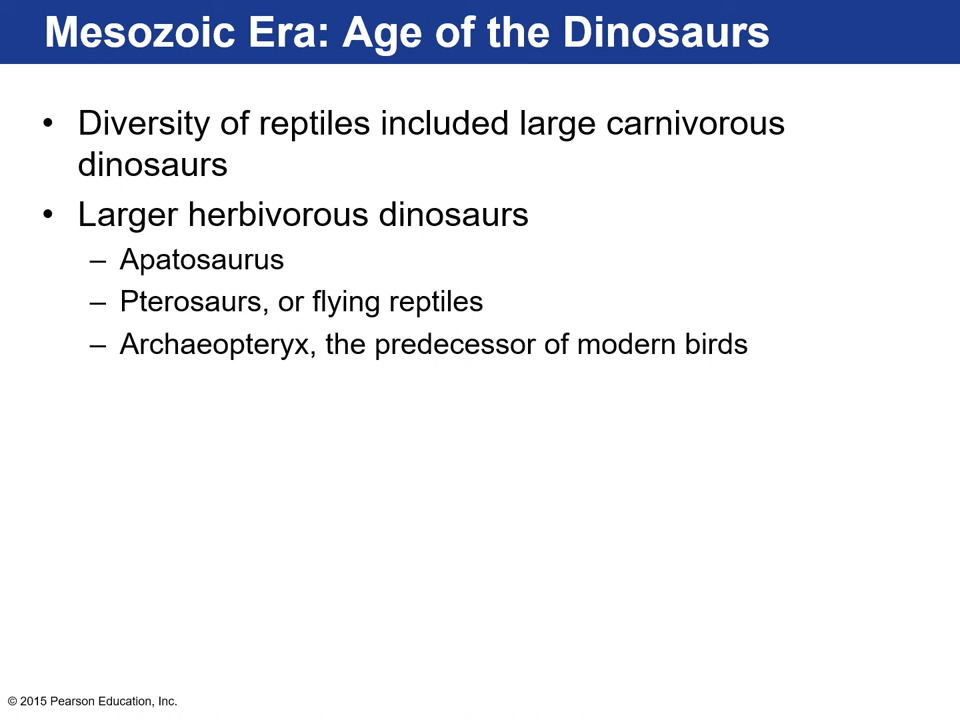 Mesozoic Era: Age of the Dinosaurs
• Diversity of reptiles included large carnivorous
dinosaurs
• Larger herbivorous dinosaurs
– Apatosaurus
– Pterosaurs, or flying reptiles
– Archaeopteryx, the predecessor of modern birds
© 2015 Pearson Education, Inc.